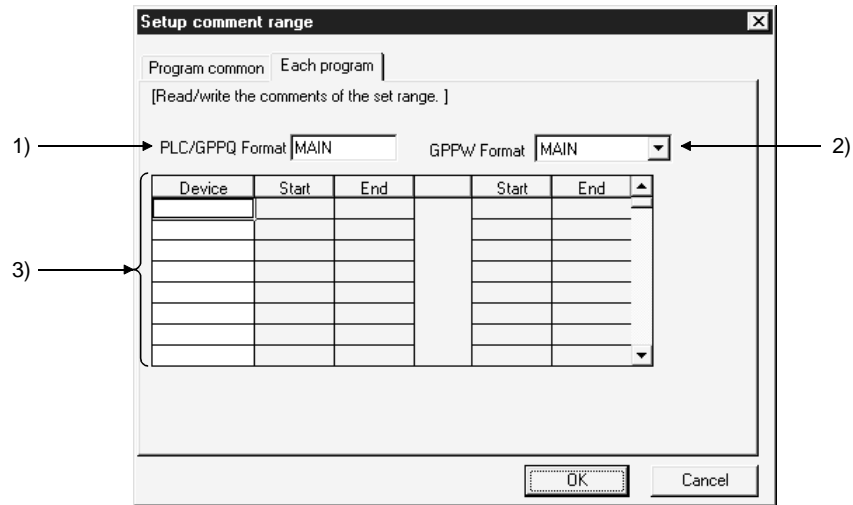 Setup comment range
Program common Each program
[Read/write the comments of the set range. ]
1) PLC/GPPQ Format MAIN GPPW Format MAIN 2)
Device Start End Start End
3)
OK Cancel